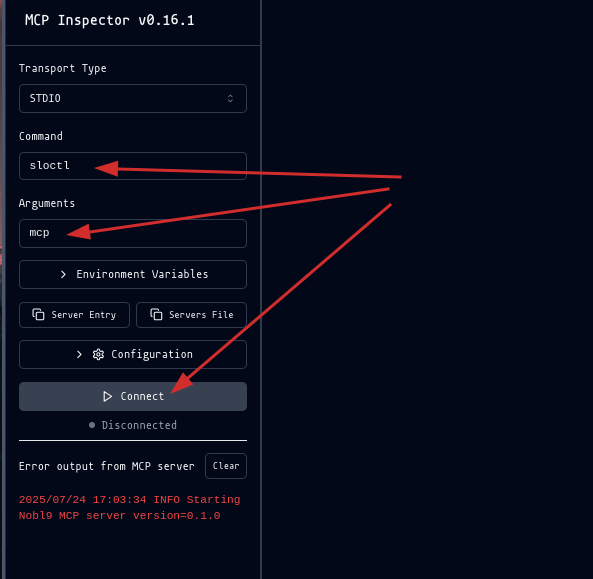 MCP Inspector v0.16.1
Transport Type
STDIO
Command
sloctl
Arguments
mcp
Environment Variables
Server Entry
Servers File
Configuration
Connect
Disconnected
Error output from MCP server
Clear
2025/07/24 17:03:34 INFO Starting
Nobl9 MCP server version=0.1.0